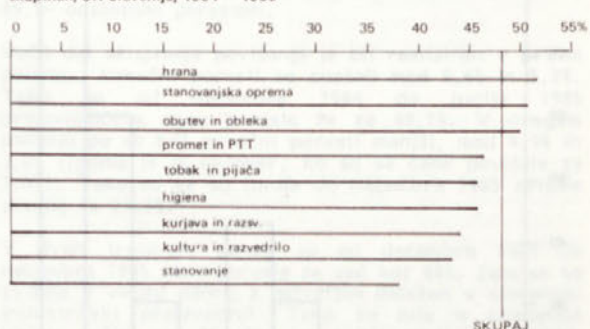 0 5 10 15 20 25 30 35 40 45 50 55%
hrana
stanovanjska oprema
obutev in obleka
promet in PTT
tobak in pijača
higiena
kurjava in razsv.
kultura in razvedrilo
stanovanje
SKUPAJ